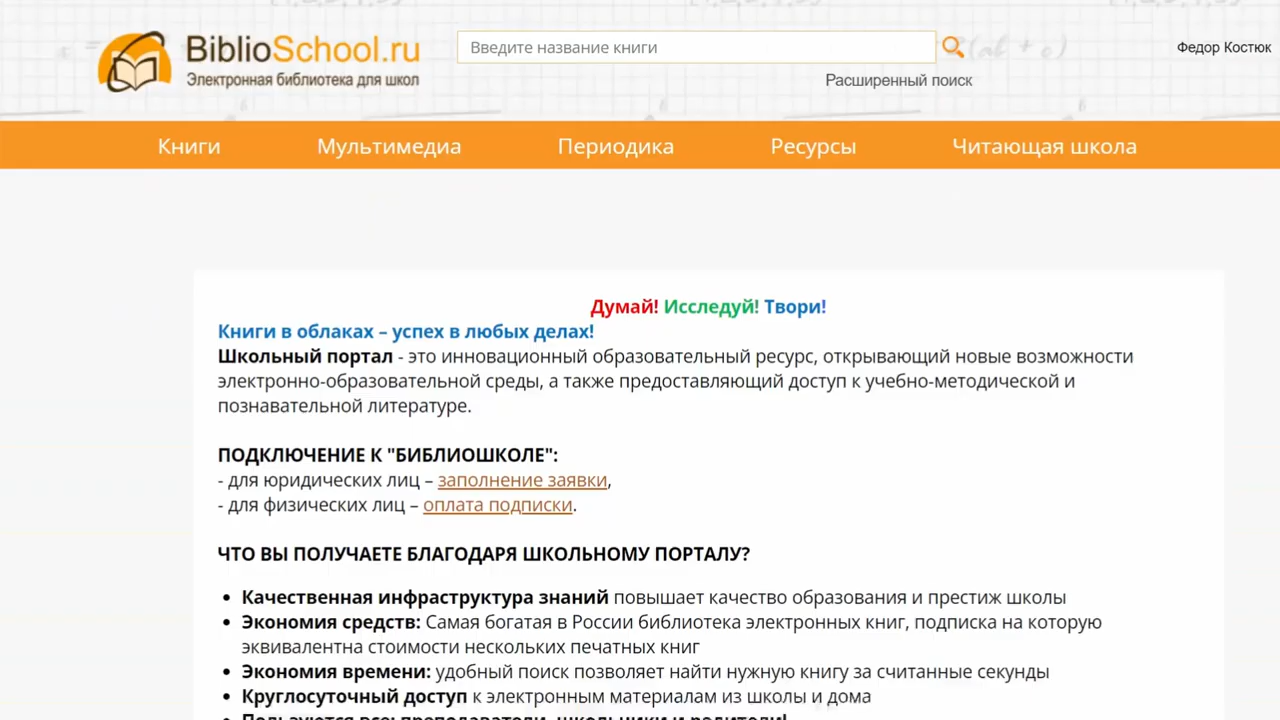 BiblioSchool.ru
Электронная библиотека для школ
Введите название книги
Расширенный поиск
Федор Костюк
Книги
Мультимедиа
Периодика
Ресурсы
Читающая школа
Думай! Исследуй! Твори!
Книги в облаках – успех в любых делах!
Школьный портал - это инновационный образовательный ресурс, открывающий новые возможности
электронно-образовательной среды, а также предоставляющий доступ к учебно-методической и
познавательной литературе.
ПОДКЛЮЧЕНИЕ К "БИБЛИОШКОЛЕ":
- для юридических лиц – заполнение заявки,
- для физических лиц – оплата подписки.
ЧТО ВЫ ПОЛУЧАЕТЕ БЛАГОДАРЯ ШКОЛЬНОМУ ПОРТАЛУ?
• Качественная инфраструктура знаний повышает качество образования и престиж школы
• Экономия средств: Самая богатая в России библиотека электронных книг, подписка на которую
эквивалентна стоимости нескольких печатных книг
• Экономия времени: удобный поиск позволяет найти нужную книгу за считанные секунды
• Круглосуточный доступ к электронным материалам из школы и дома
• Пользуются все: преподаватели, школьники и родители!